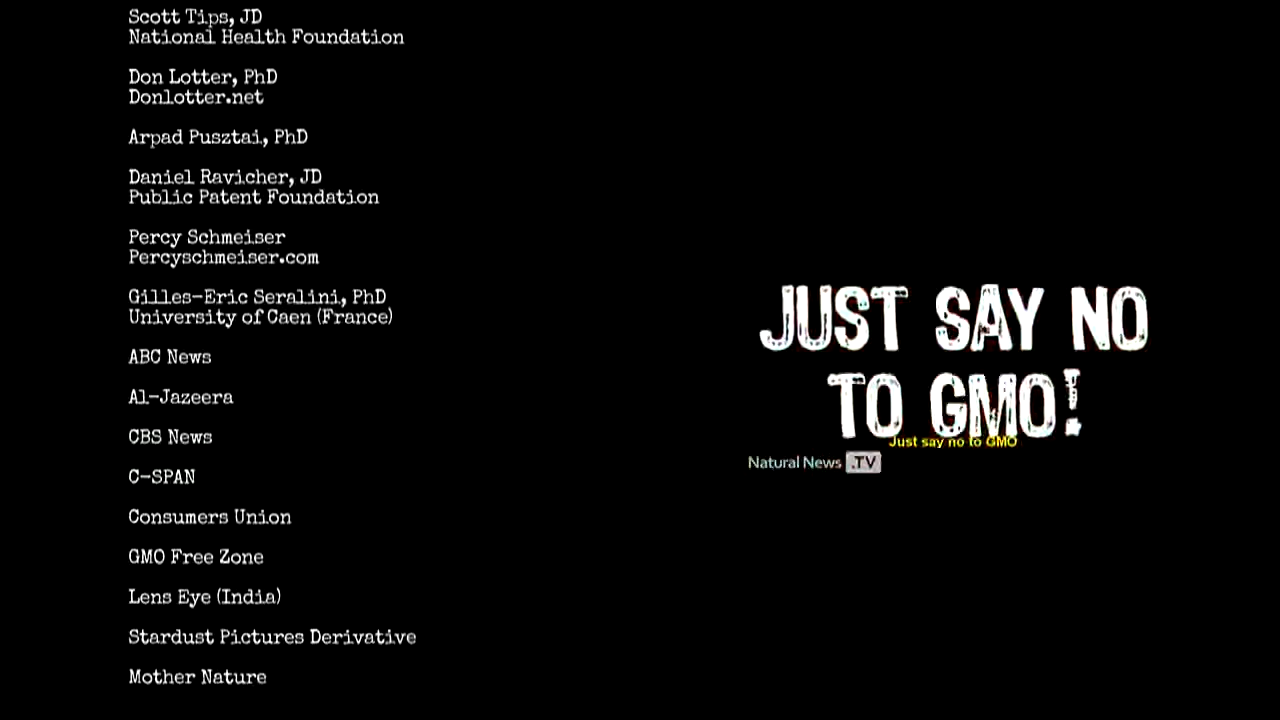 Scott Tips, JD
National Health Foundation
Don Lotter, PhD
Donlotter.net
Arpad Pusztai, PhD
Daniel Ravicher, JD
Public Patent Foundation
Percy Schmeiser
Percyschmeiser.com
Gilles-Eric Seralini, PhD
University of Caen (France)
ABC News
Al-Jazeera
CBS News
C-SPAN
Consumers Union
GMO Free Zone
Lens Eye (India)
Stardust Pictures Derivative
Mother Nature
JUST SAY NO
TO GMO!
Just say no to GMO
Natural News .TV